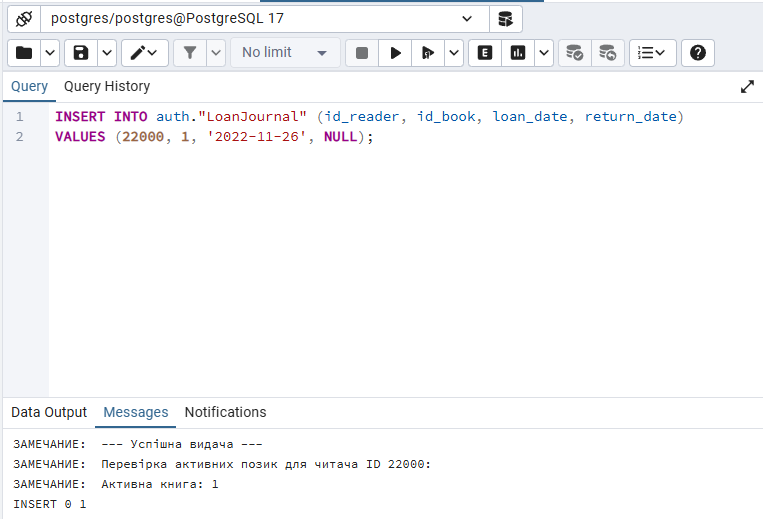 postgres/postgres@PostgreSQL 17
No limit
E
Query Query History
1 INSERT INTO auth."LoanJournal" (id_reader, id_book, loan_date, return_date)
2 VALUES (22000, 1, '2022-11-26', NULL);
Data Output Messages Notifications
ЗАМЕЧАНИЕ: --- Успішна видача ---
ЗАМЕЧАНИЕ: Перевірка активних позик для читача ID 22000:
ЗАМЕЧАНИЕ: Активна книга: 1
INSERT 0 1